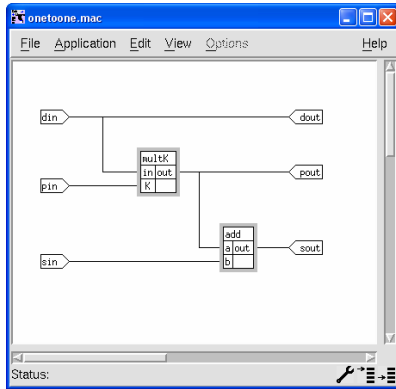 onetoone.mac
File Application Edit View Options Help
din dout
multK
in out pout
pin K
add
a out sout
sin b
Status: